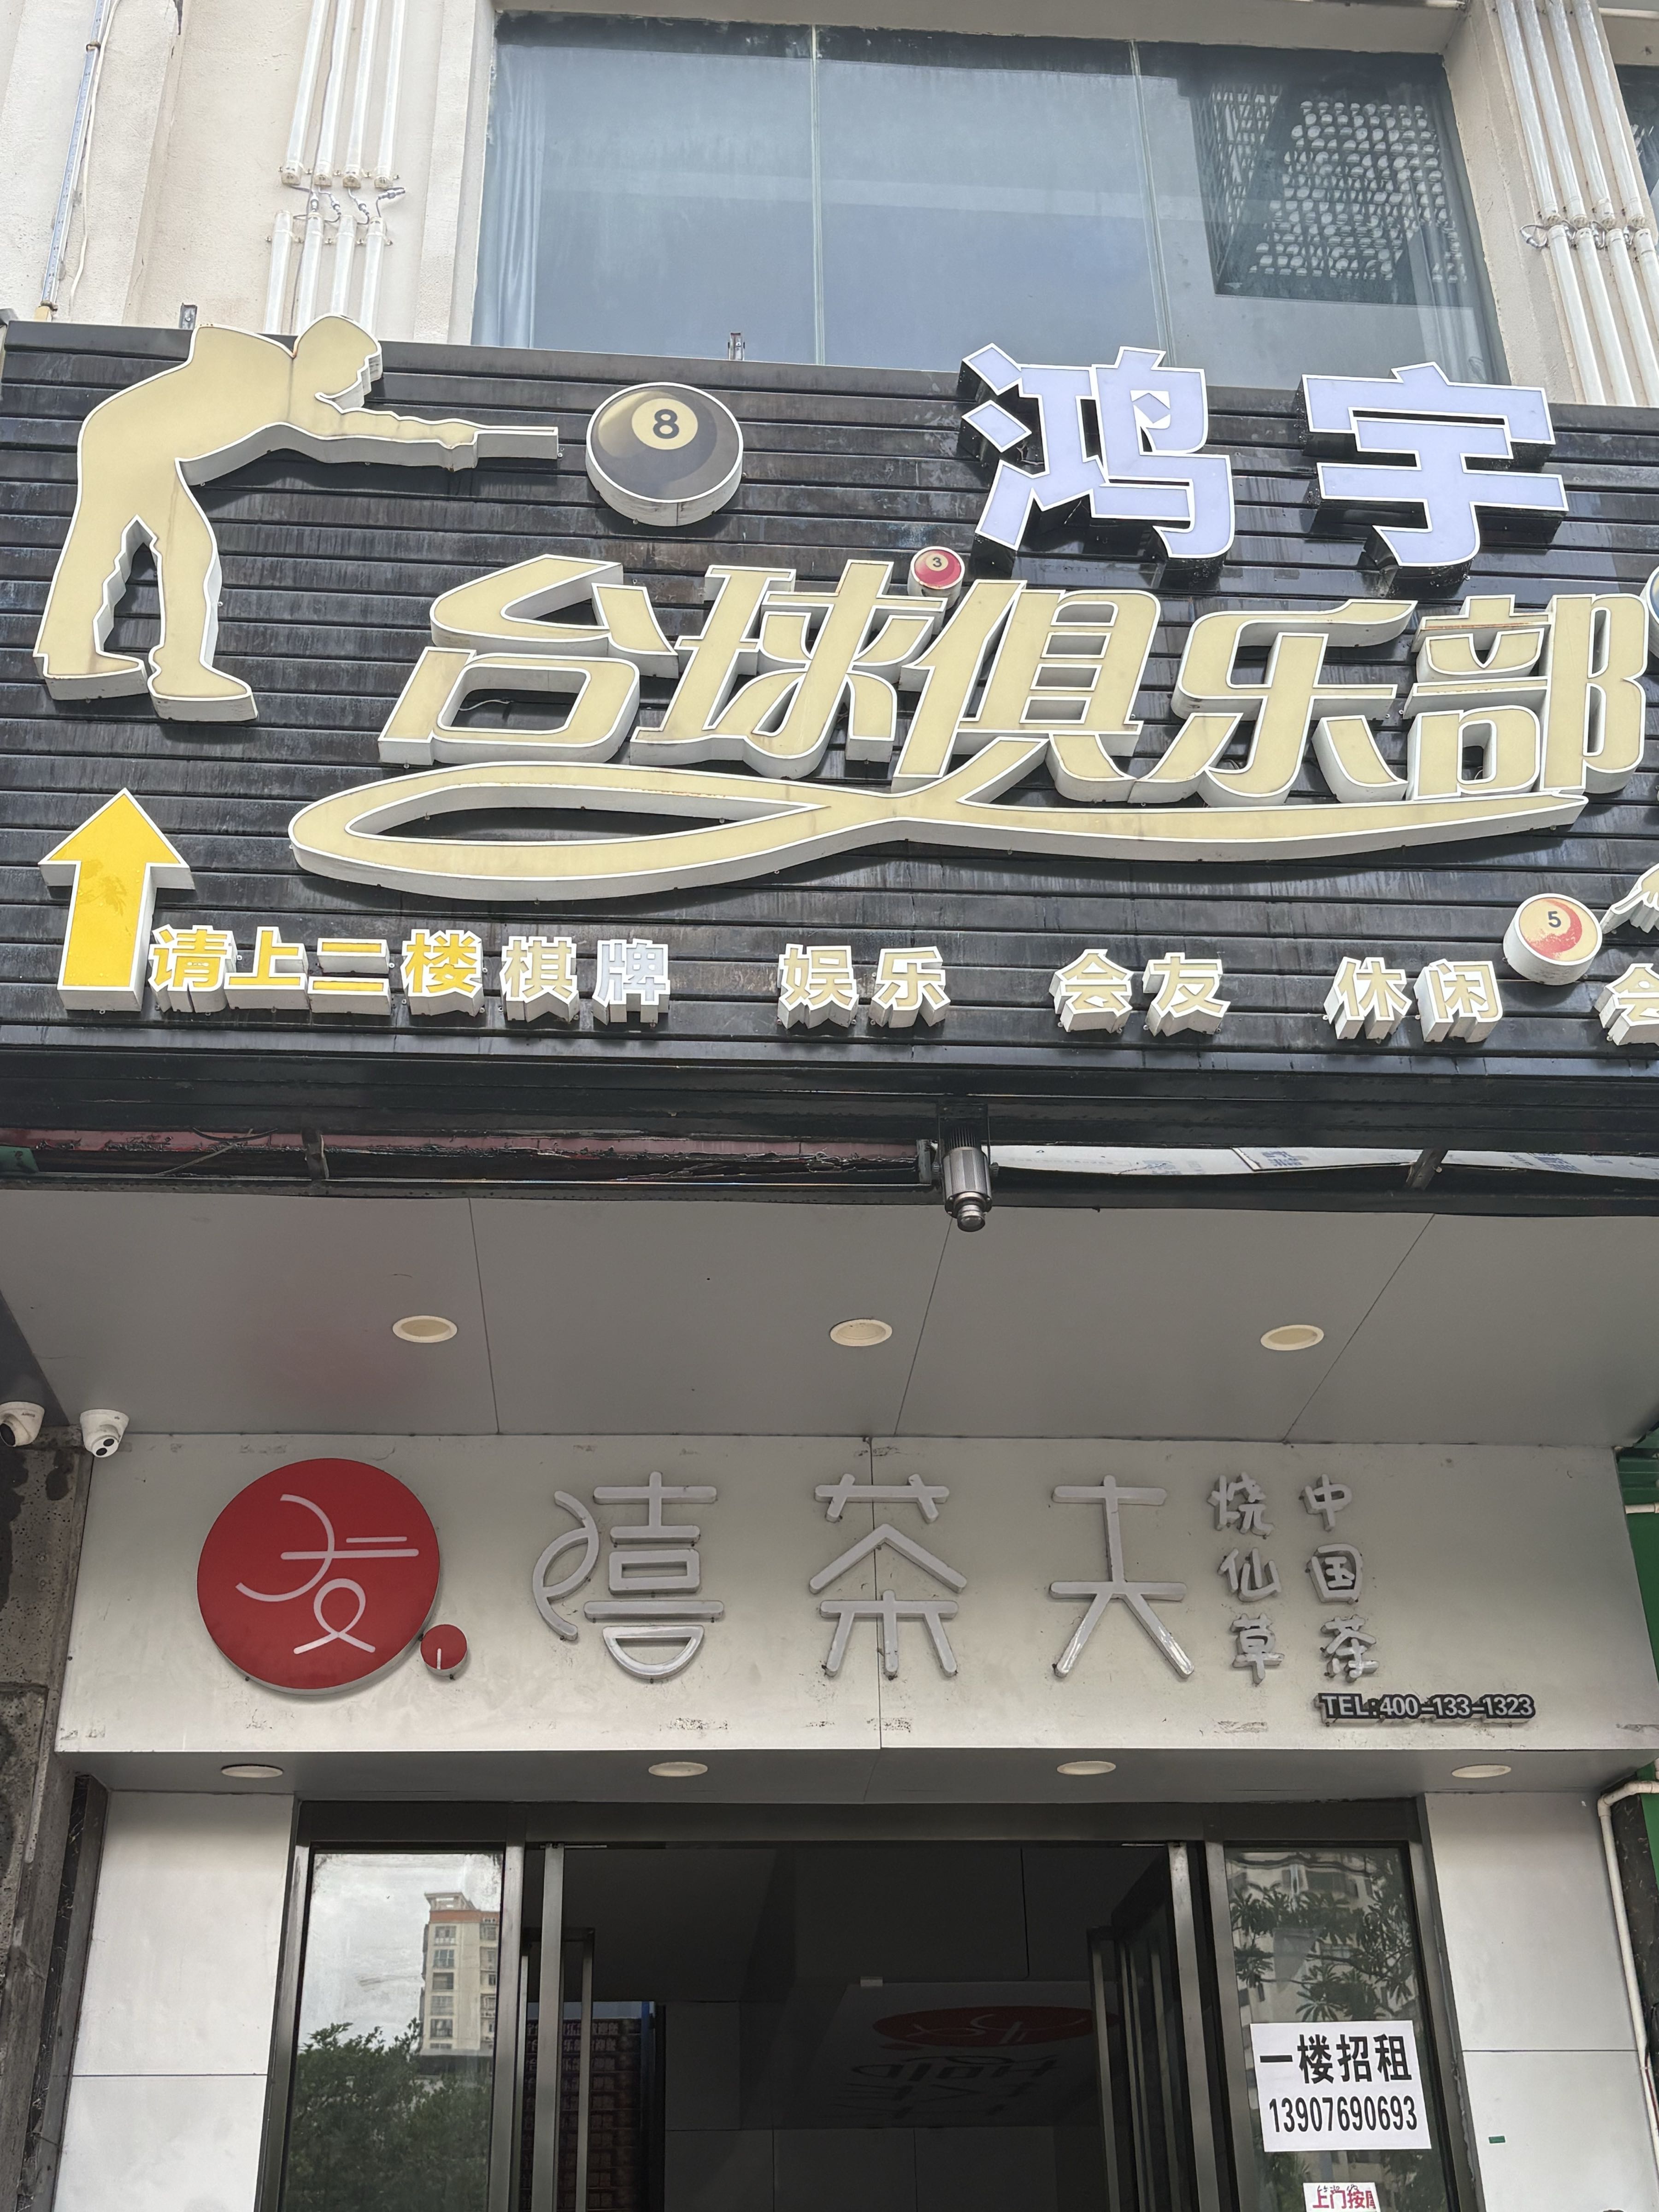 8
鸿宇
3
台球俱乐部
5
请上二楼棋牌 娱乐 会友 休闲
嘻茶夫
烧仙草
中国茶
TEL:400-133-1323
一楼招租
13907690693
上门按